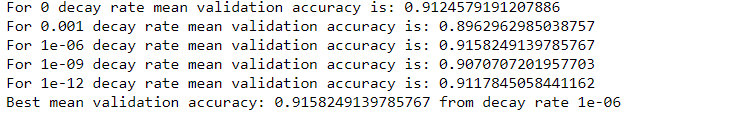 For 0 decay rate mean validation accuracy is: 0.9124579191207886
For 0.001 decay rate mean validation accuracy is: 0.8962962985038757
For 1e-06 decay rate mean validation accuracy is: 0.9158249139785767
For 1e-09 decay rate mean validation accuracy is: 0.9070707201957703
For 1e-12 decay rate mean validation accuracy is: 0.9117845058441162
Best mean validation accuracy: 0.9158249139785767 from decay rate 1e-06